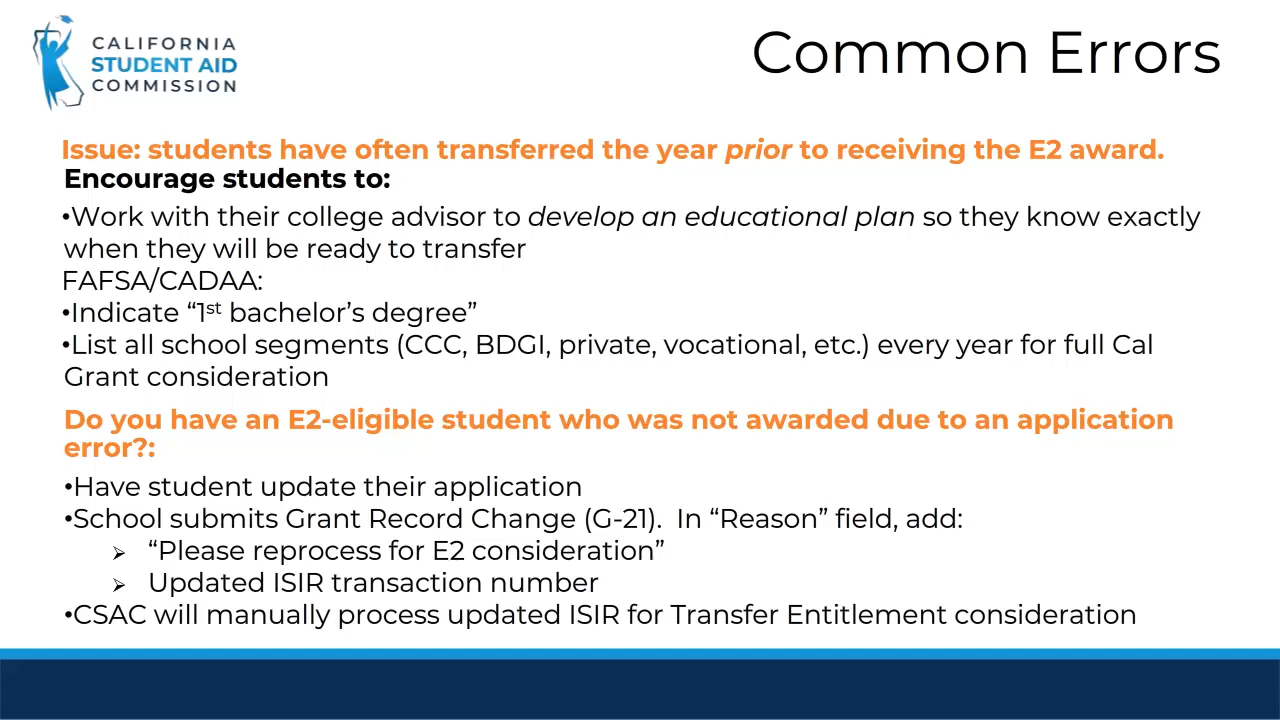 CALIFORNIA
STUDENT AID
COMMISSION
Common Errors
Issue: students have often transferred the year prior to receiving the E2 award.
Encourage students to:
•Work with their college advisor to develop an educational plan so they know exactly
when they will be ready to transfer
FAFSA/CADAA:
•Indicate “1st bachelor’s degree”
•List all school segments (CCC, BDGI, private, vocational, etc.) every year for full Cal
Grant consideration
Do you have an E2-eligible student who was not awarded due to an application
error?:
•Have student update their application
•School submits Grant Record Change (G-21).  In “Reason” field, add:
➢ “Please reprocess for E2 consideration”
➢ Updated ISIR transaction number
•CSAC will manually process updated ISIR for Transfer Entitlement consideration